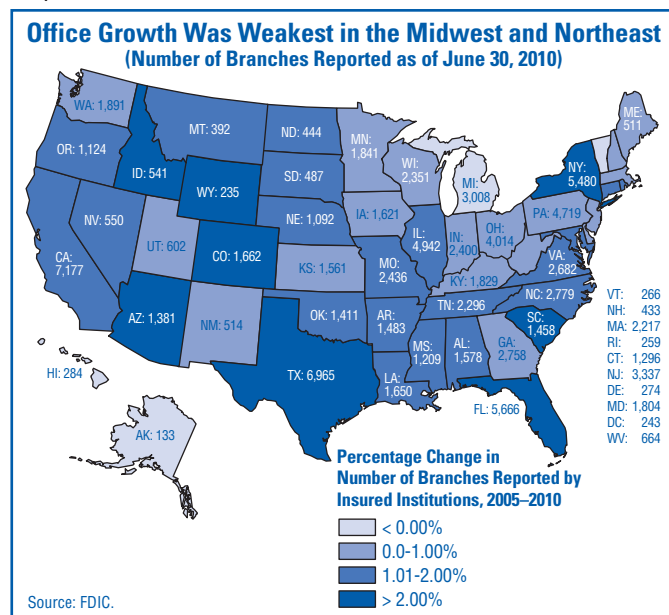 Office Growth Was Weakest in the Midwest and Northeast
(Number of Branches Reported as of June 30, 2010)
WA: 1,891
MT: 392
ND: 444
MN:
1,841
ME:
511
OR: 1,124
ID: 541
WY: 235
SD: 487
WI:
2,351
MI:
3,008
NY:
5,480
NV: 550
UT: 602
CO: 1,662
NE: 1,092
IA: 1,621
IL:
4,942
IN:
2,400
OH:
4,014
PA: 4,719
CA:
7,177
KS: 1,561
MO:
2,436
KY: 1,829
VA:
2,682
AZ: 1,381
NM: 514
OK: 1,411
AR:
1,483
TN: 2,296
NC: 2,779
SC:
1,458
TX: 6,965
LA:
1,650
MS:
1,209
AL:
1,578
GA:
2,758
FL: 5,666
HI: 284
AK: 133
VT: 266
NH: 433
MA: 2,217
RI: 259
CT: 1,296
NJ: 3,337
DE: 274
MD: 1,804
DC: 243
WV: 664
Percentage Change in
Number of Branches Reported by
Insured Institutions, 2005–2010
< 0.00%
0.0-1.00%
1.01-2.00%
> 2.00%
Source: FDIC.